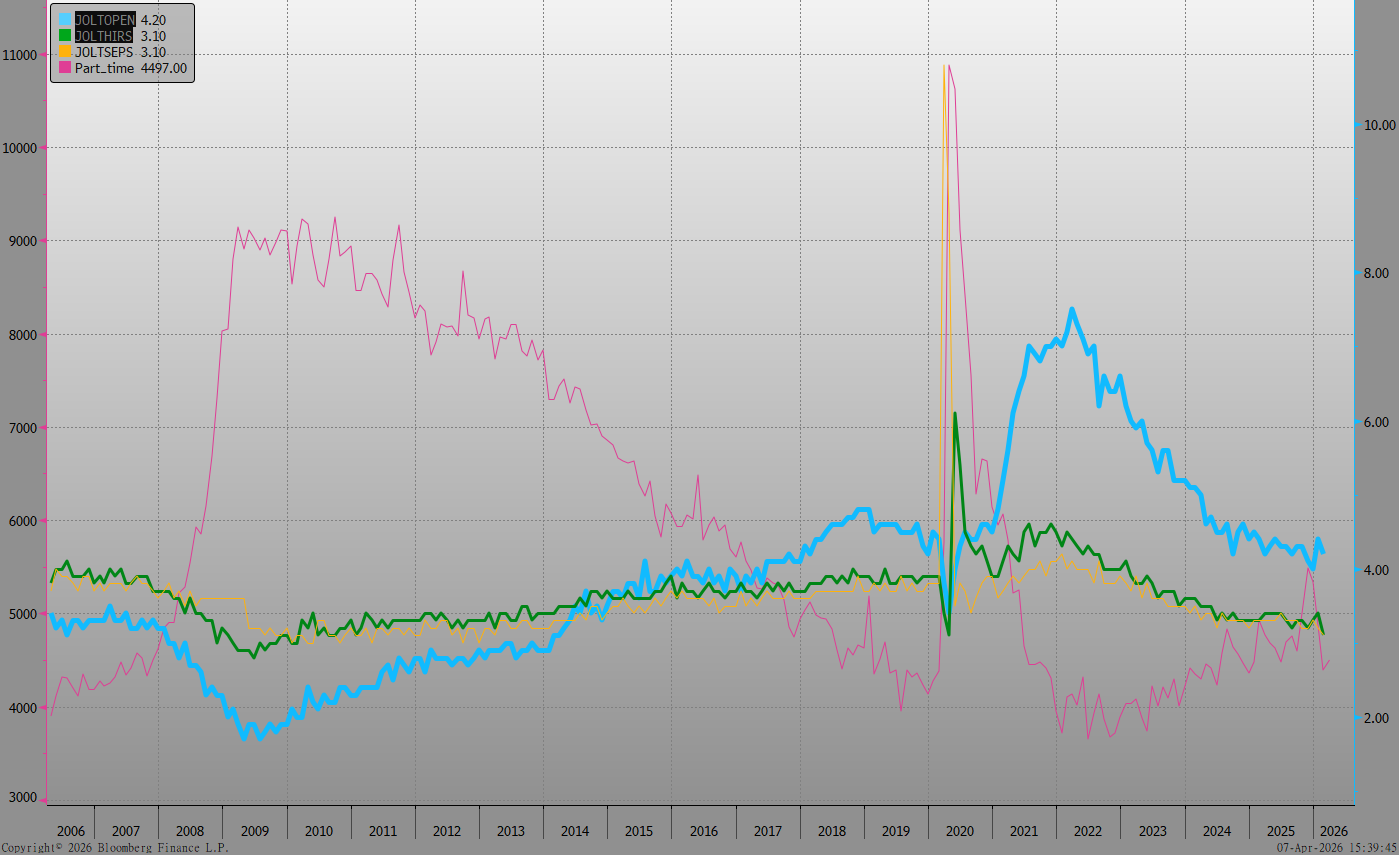 JOLTOPEN 4.20
JOLTHIRS 3.10
JOLTSEPS 3.10
Part_time 4497.00
11000
10000
9000
8000
7000
6000
5000
4000
3000
10.00
8.00
6.00
4.00
2.00
2006 2007 2008 2009 2010 2011 2012 2013 2014 2015 2016 2017 2018 2019 2020 2021 2022 2023 2024 2025 2026
Copyright© 2026 Bloomberg Finance L.P.
07-Apr-2026 15:39:45